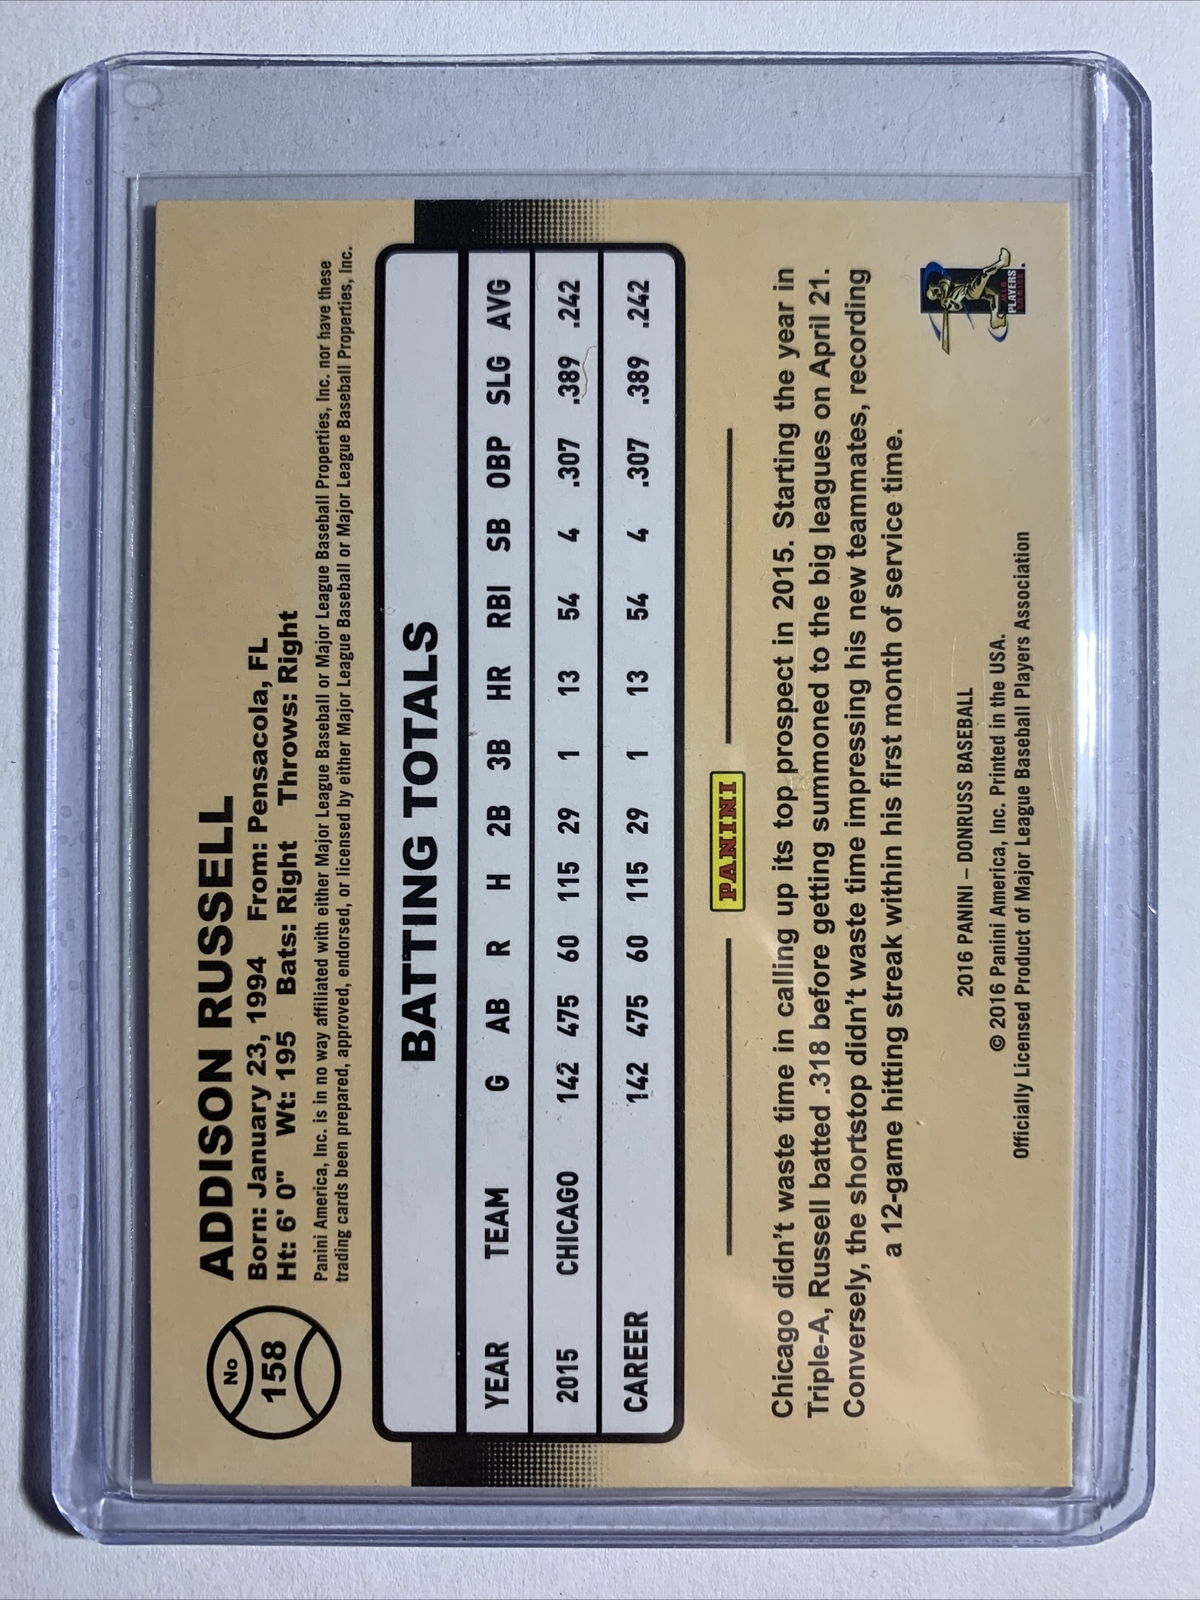 No
158
ADDISON RUSSELL
Born: January 23, 1994 From: Pensacola, FL
Ht: 6' 0" Wt: 195 Bats: Right Throws: Right
Panini America, Inc. is in no way affiliated with either Major League Baseball or Major League Baseball Properties, Inc. nor have these
trading cards been prepared, approved, endorsed, or licensed by either Major League Baseball or Major League Baseball Properties, Inc.
BATTING TOTALS
YEAR TEAM G AB R H 2B 3B HR RBI SB OBP SLG AVG
2015 CHICAGO 142 475 60 115 29 1 13 54 4 .307 .389 .242
CAREER 142 475 60 115 29 1 13 54 4 .307 .389 .242
PANINI
Chicago didn't waste time in calling up its top prospect in 2015. Starting the year in
Triple-A, Russell batted .318 before getting summoned to the big leagues on April 21.
Conversely, the shortstop didn't waste time impressing his new teammates, recording
a 12-game hitting streak within his first month of service time.
2016 PANINI – DONRUSS BASEBALL
© 2016 Panini America, Inc. Printed in the USA.
Officially Licensed Product of Major League Baseball Players Association
PLAYERS